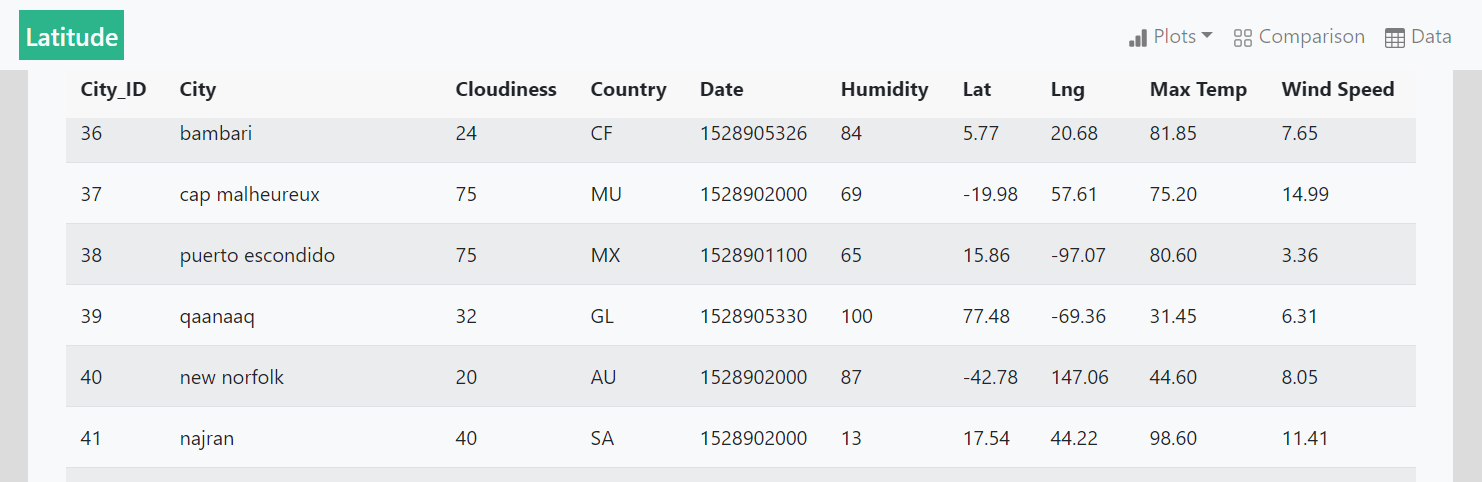 Latitude Plots Comparison Data
City_ID City Cloudiness Country Date Humidity Lat Lng Max Temp Wind Speed
36 bambari 24 CF 1528905326 84 5.77 20.68 81.85 7.65
37 cap malheureux 75 MU 1528902000 69 -19.98 57.61 75.20 14.99
38 puerto escondido 75 MX 1528901100 65 15.86 -97.07 80.60 3.36
39 qaanaaq 32 GL 1528905330 100 77.48 -69.36 31.45 6.31
40 new norfolk 20 AU 1528902000 87 -42.78 147.06 44.60 8.05
41 najran 40 SA 1528902000 13 17.54 44.22 98.60 11.41